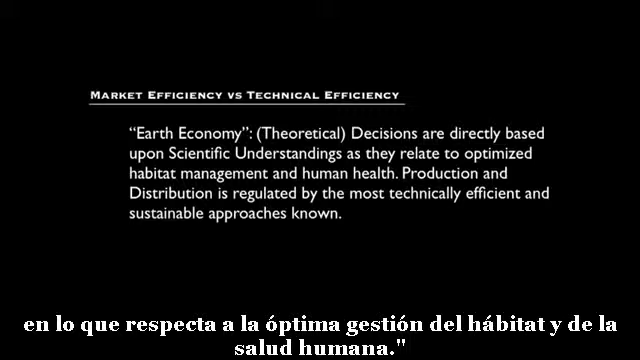 MARKET EFFICIENCY VS TECHNICAL EFFICIENCY
“Earth Economy”: (Theoretical) Decisions are directly based
upon Scientific Understandings as they relate to optimized
habitat management and human health. Production and
Distribution is regulated by the most technically efficient and
sustainable approaches known.
en lo que respecta a la óptima gestión del hábitat y de la
salud humana."